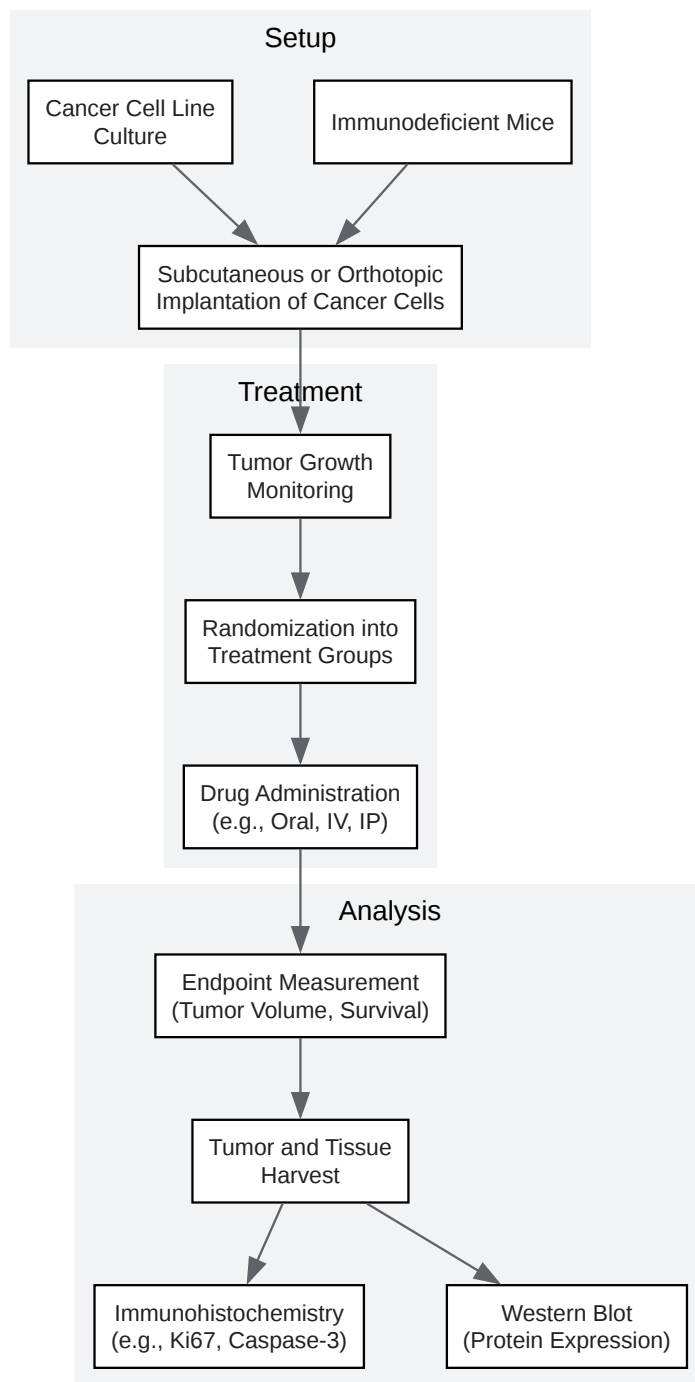 Setup
Cancer Cell Line
Culture
Immunodeficient Mice
Subcutaneous or Orthotopic
Implantation of Cancer Cells
Treatment
Tumor Growth
Monitoring
Randomization into
Treatment Groups
Drug Administration
(e.g., Oral, IV, IP)
Analysis
Endpoint Measurement
(Tumor Volume, Survival)
Tumor and Tissue
Harvest
Immunohistochemistry
(e.g., Ki67, Caspase-3)
Western Blot
(Protein Expression)